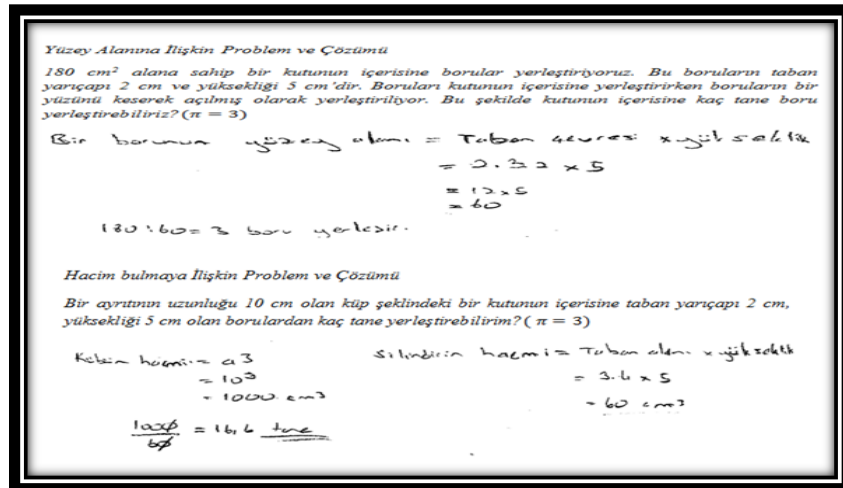 Yüzey Alanına İlişkin Problem ve Çözümü
180 cm² alana sahip bir kutunun içerisine borular yerleştiriyoruz. Bu boruların taban
yarıçapı 2 cm ve yüksekliği 5 cm'dir. Boruları kutunun içerisine yerleştirirken boruların bir
yüzünü keserek açılmış olarak yerleştiriliyor. Bu şekilde kutunun içerisine kaç tane boru
yerleştirebiliriz? (π = 3)
Bir borunun yüzey alanı = Taban çevresi x yükseklik
= 2.3.2 x 5
= 12 x 5
= 60
180 : 60 = 3 boru yerleşir.
Hacim bulmaya İlişkin Problem ve Çözümü
Bir ayrıtının uzunluğu 10 cm olan küp şeklindeki bir kutunun içerisine taban yarıçapı 2 cm,
yüksekliği 5 cm olan borulardan kaç tane yerleştirebilirim? ( π = 3)
Kübün hacmi = a3
= 10³
= 1000 cm³
1000/60 = 16,6 tane
Silindirin hacmi = Taban alanı x yükseklik
= 3.4 x 5
= 60 cm³